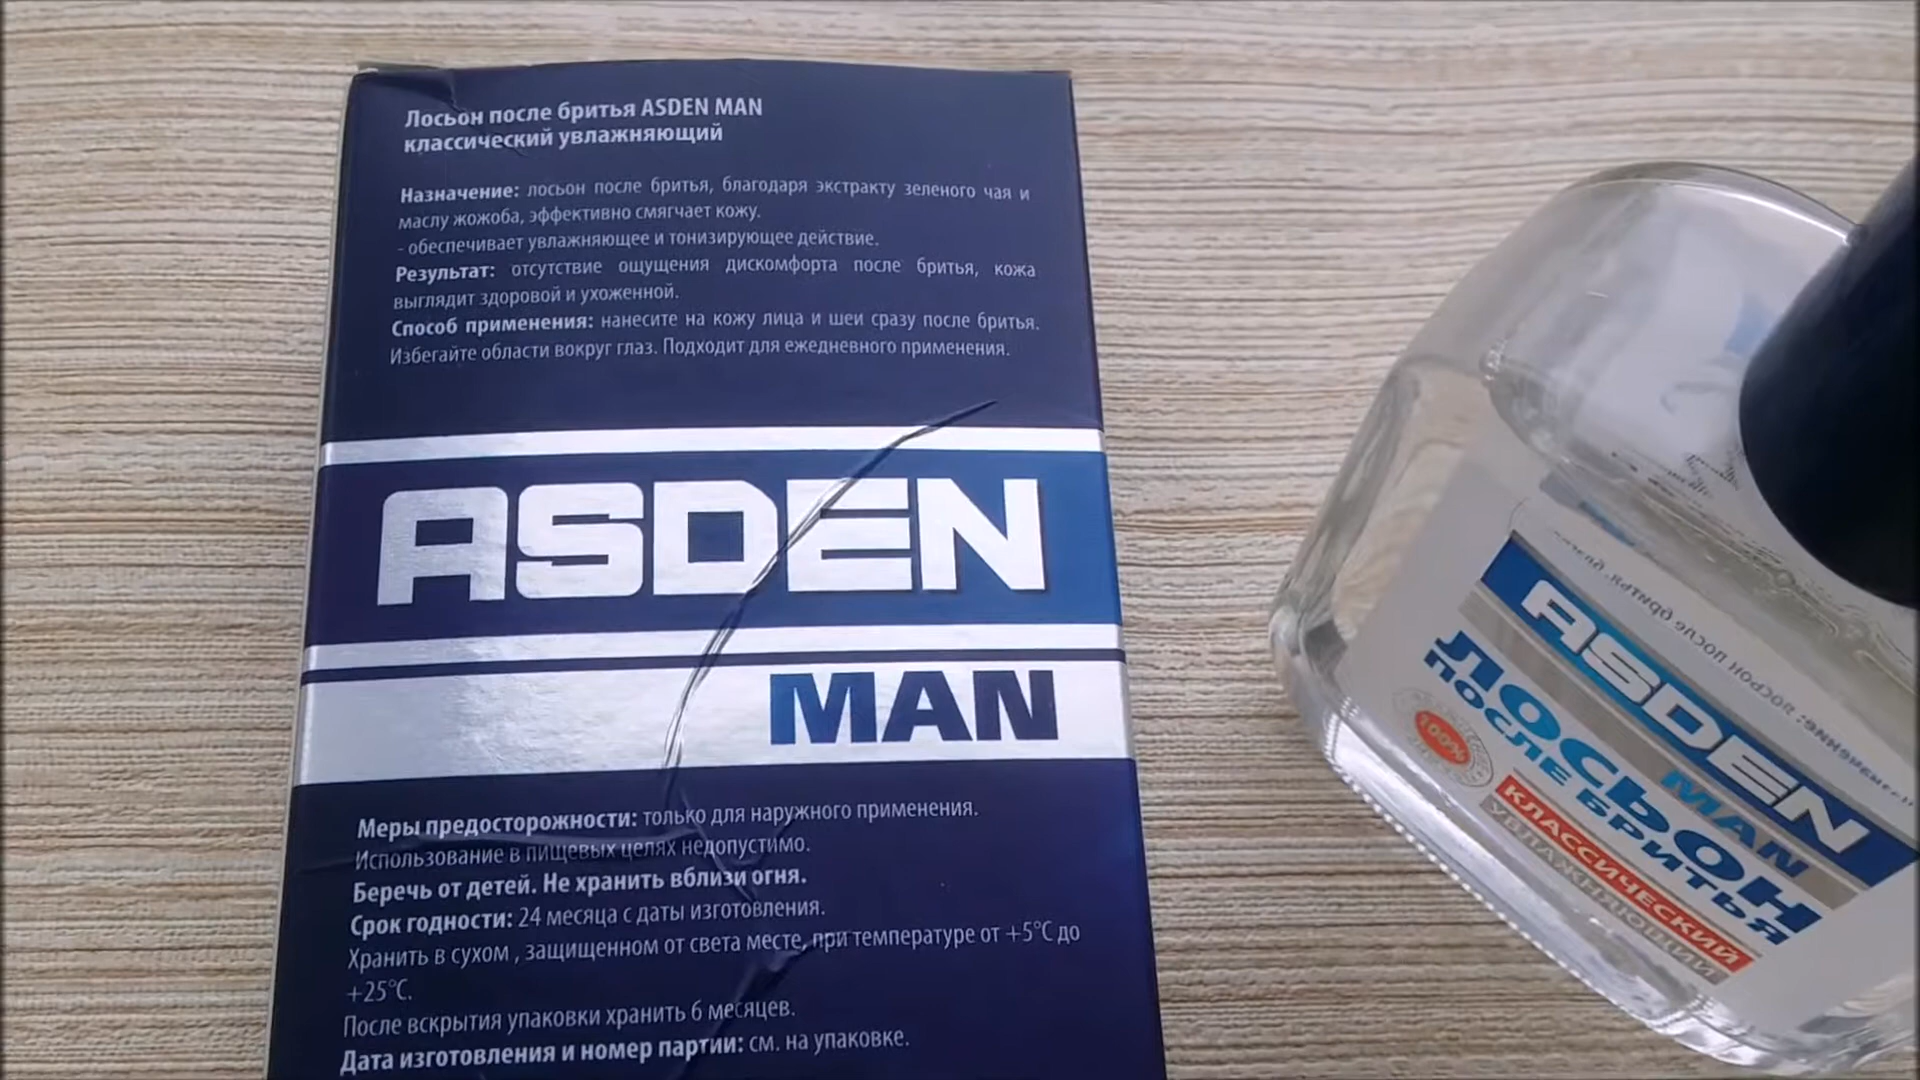 Лосьон после бритья ASDEN MAN
классический увлажняющий
Назначение: лосьон после бритья, благодаря экстракту зеленого чая и
маслу жожоба, эффективно смягчает кожу.
- обеспечивает увлажняющее и тонизирующее действие.
Результат: отсутствие ощущения дискомфорта после бритья, кожа
выглядит здоровой и ухоженной.
Способ применения: нанесите на кожу лица и шеи сразу после бритья.
Избегайте области вокруг глаз. Подходит для ежедневного применения.
ASDEN
MAN
Меры предосторожности: только для наружного применения.
Использование в пищевых целях недопустимо.
Беречь от детей. Не хранить вблизи огня.
Срок годности: 24 месяца с даты изготовления.
Хранить в сухом , защищенном от света месте, при температуре от +5°C до
+25°C.
После вскрытия упаковки хранить 6 месяцев.
Дата изготовления и номер партии: см. на упаковке.
ASDEN
MAN
ЛОСЬОН
ПОСЛЕ БРИТЬЯ
100%
КЛАССИЧЕСКИЙ
УВЛАЖНЯЮЩИЙ